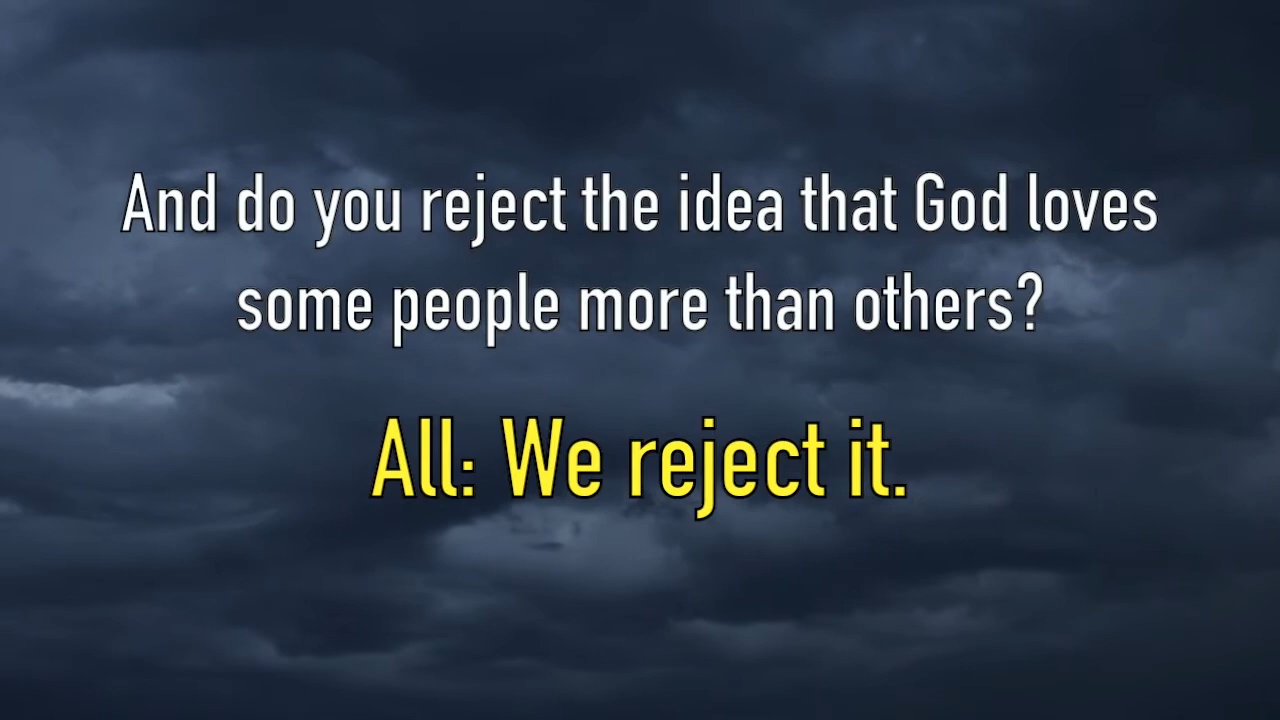 And do you reject the idea that God loves
some people more than others?
All: We reject it.